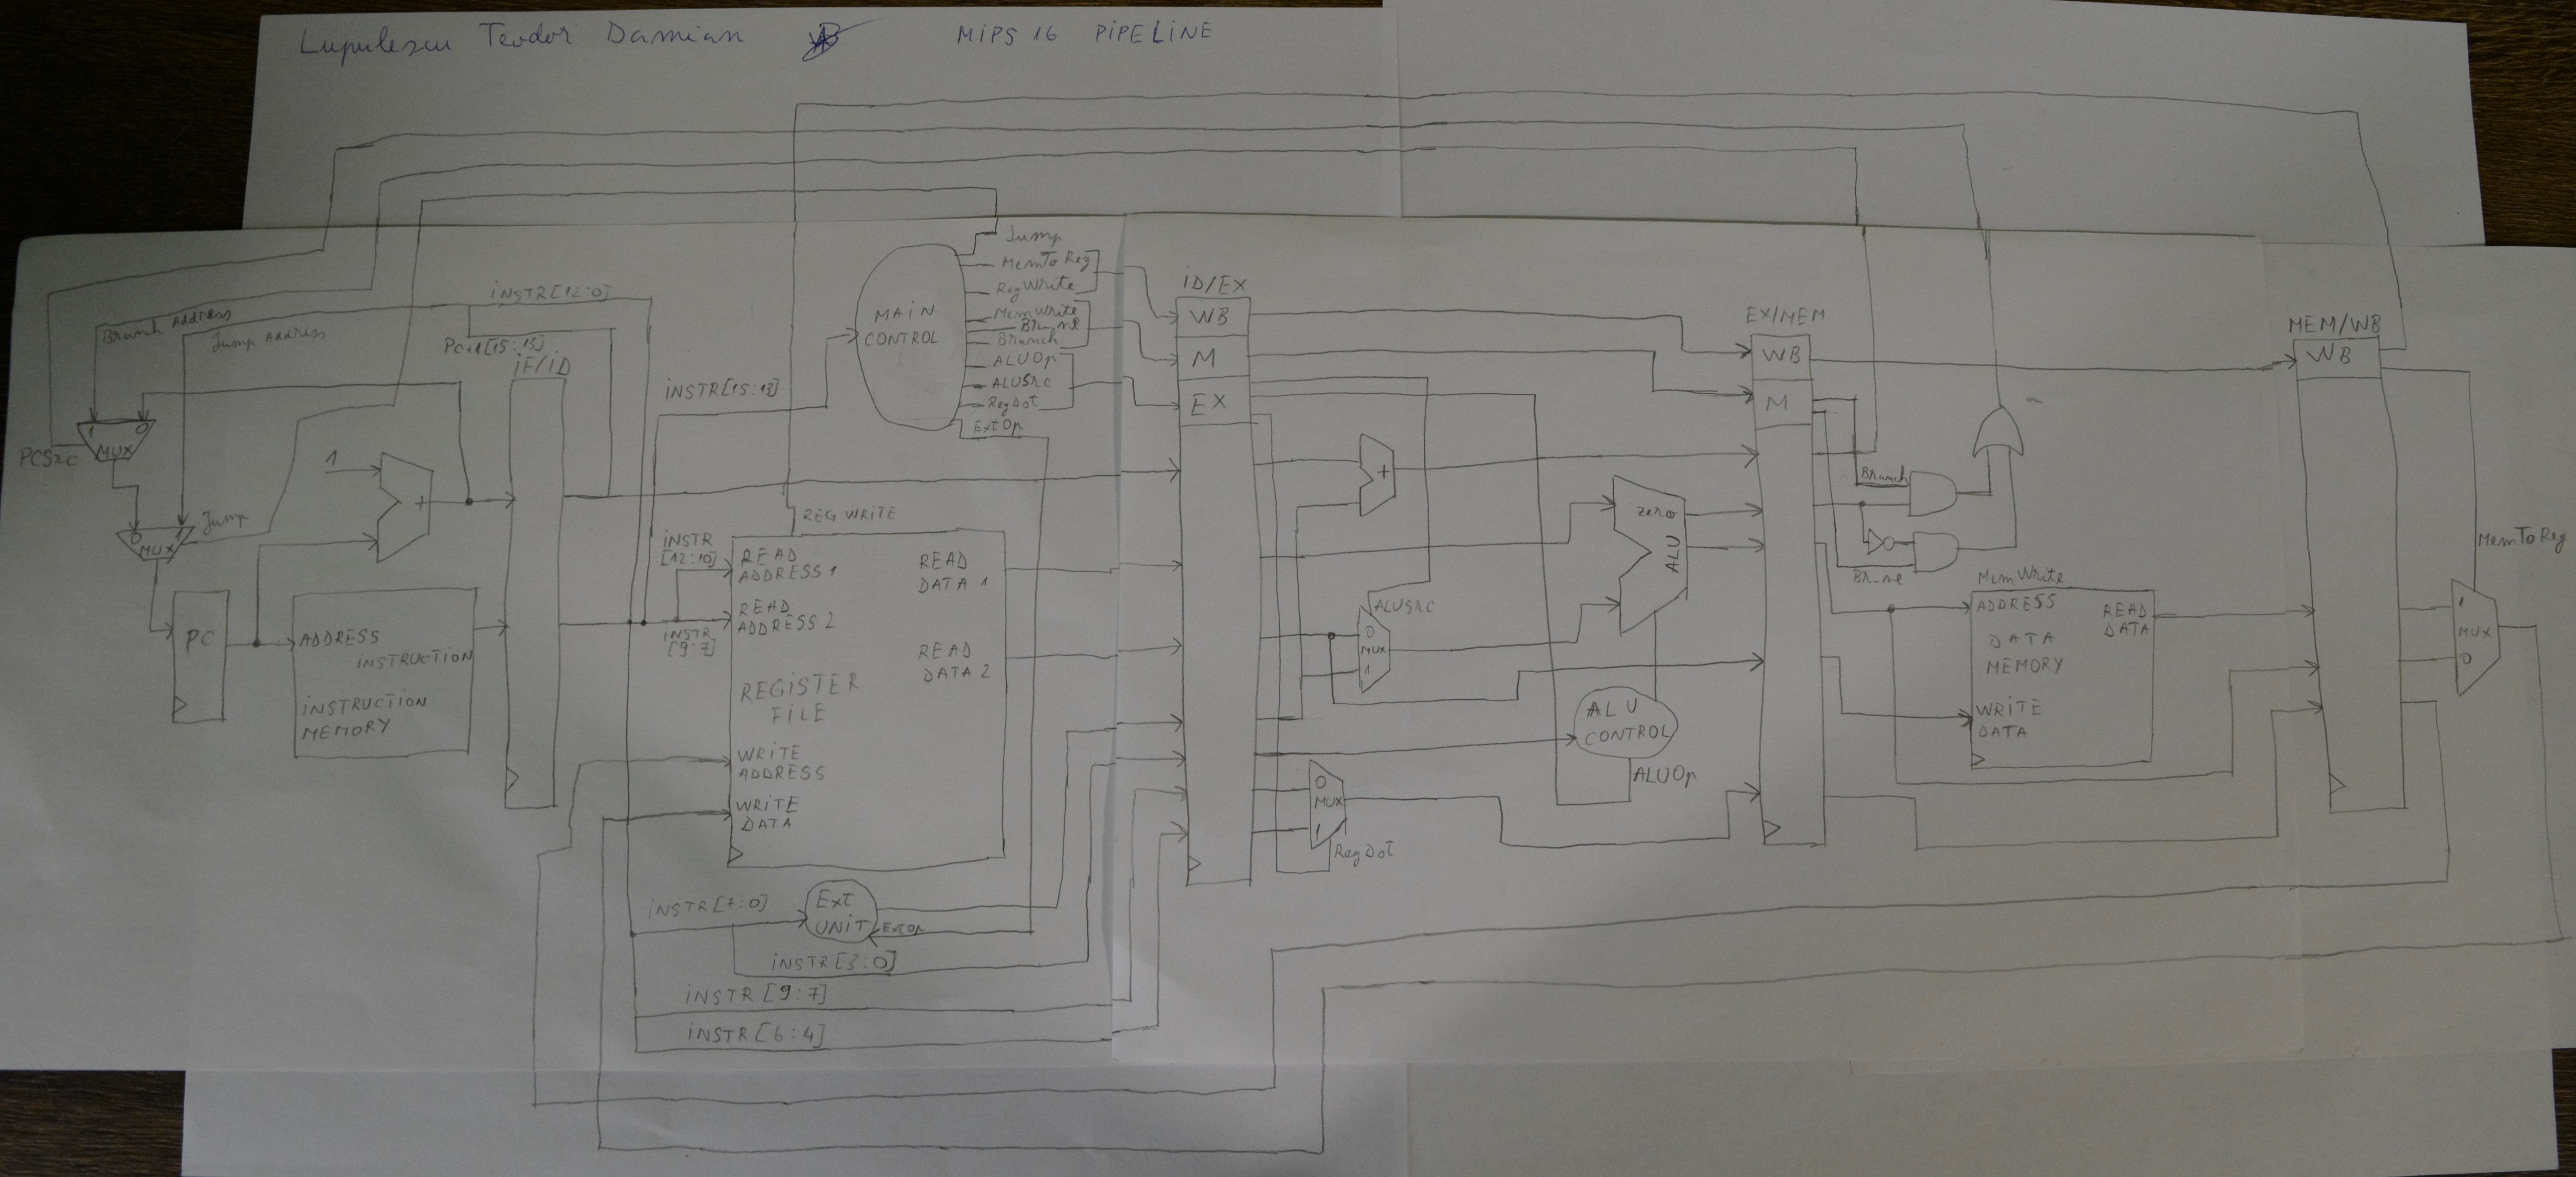 Lupulescu Teodor Damian
MIPS 16 PIPELINE
Branch Address
Jump Address
INSTR[12:0]
PC+1[15:13]
IF/ID
PCSrc
1
0
MUX
Jump
0
1
MUX
1
+
PC
ADDRESS
INSTRUCTION
INSTRUCTION
MEMORY
INSTR[15:13]
MAIN
CONTROL
Jump
MemToReg
RegWrite
MemWrite
Br_ne
Branch
ALUOp
ALUSrc
RegDst
ExtOp
REG WRITE
INSTR
[12:10]
INSTR
[9:7]
READ
ADDRESS 1
READ
ADDRESS 2
READ
DATA 1
READ
DATA 2
REGISTER
FILE
WRITE
ADDRESS
WRITE
DATA
INSTR[7:0]
Ext
UNIT
ExtOp
INSTR[3:0]
INSTR[9:7]
INSTR[6:4]
ID/EX
WB
M
EX
+
ALUSrc
0
MUX
1
zero
ALU
ALU
CONTROL
ALUOp
0
MUX
1
RegDst
EX/MEM
WB
M
Branch
Br_ne
MemWrite
ADDRESS
READ
DATA
DATA
MEMORY
WRITE
DATA
MEM/WB
WB
MemToReg
1
MUX
0